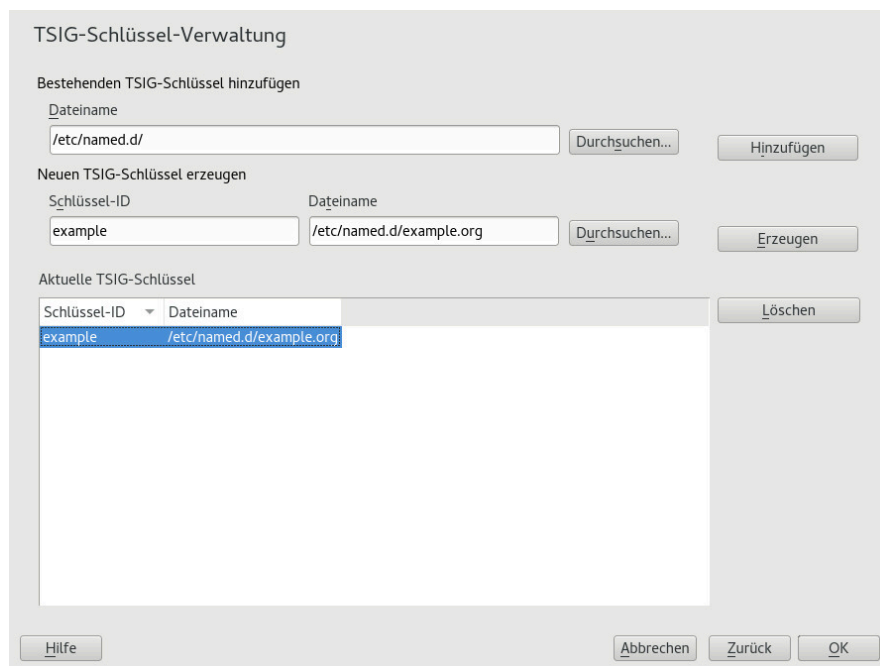 TSIG-Schlüssel-Verwaltung
Bestehenden TSIG-Schlüssel hinzufügen
Dateiname
/etc/named.d/ Durchsuchen... Hinzufügen
Neuen TSIG-Schlüssel erzeugen
Schlüssel-ID Dateiname
example /etc/named.d/example.org Durchsuchen... Erzeugen
Aktuelle TSIG-Schlüssel
Schlüssel-ID Dateiname Löschen
example /etc/named.d/example.org
Hilfe Abbrechen Zurück OK